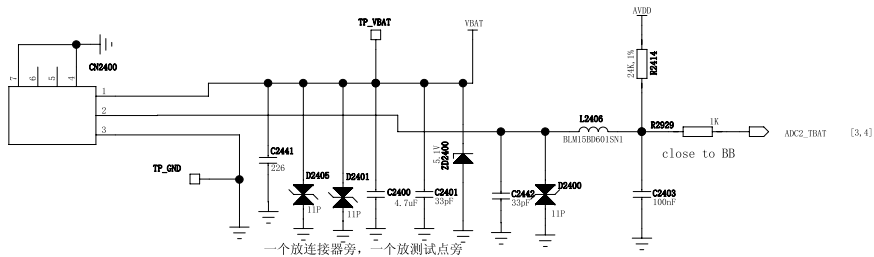 AVDD
TP_VBAT
VBAT
CN2400
7
6
5
4
24K,1%
R2414
1
2
3
L2406
BLM15BD601SN1
R2929
1K
ADC2_TBAT
[3,4]
close to BB
C2441
226
5.1V
ZD2400
TP_GND
D2405
11P
D2401
11P
C2400
4.7uF
C2401
33pF
C2442
33pF
D2400
11P
C2403
100nF
一个放连接器旁，一个放测试点旁